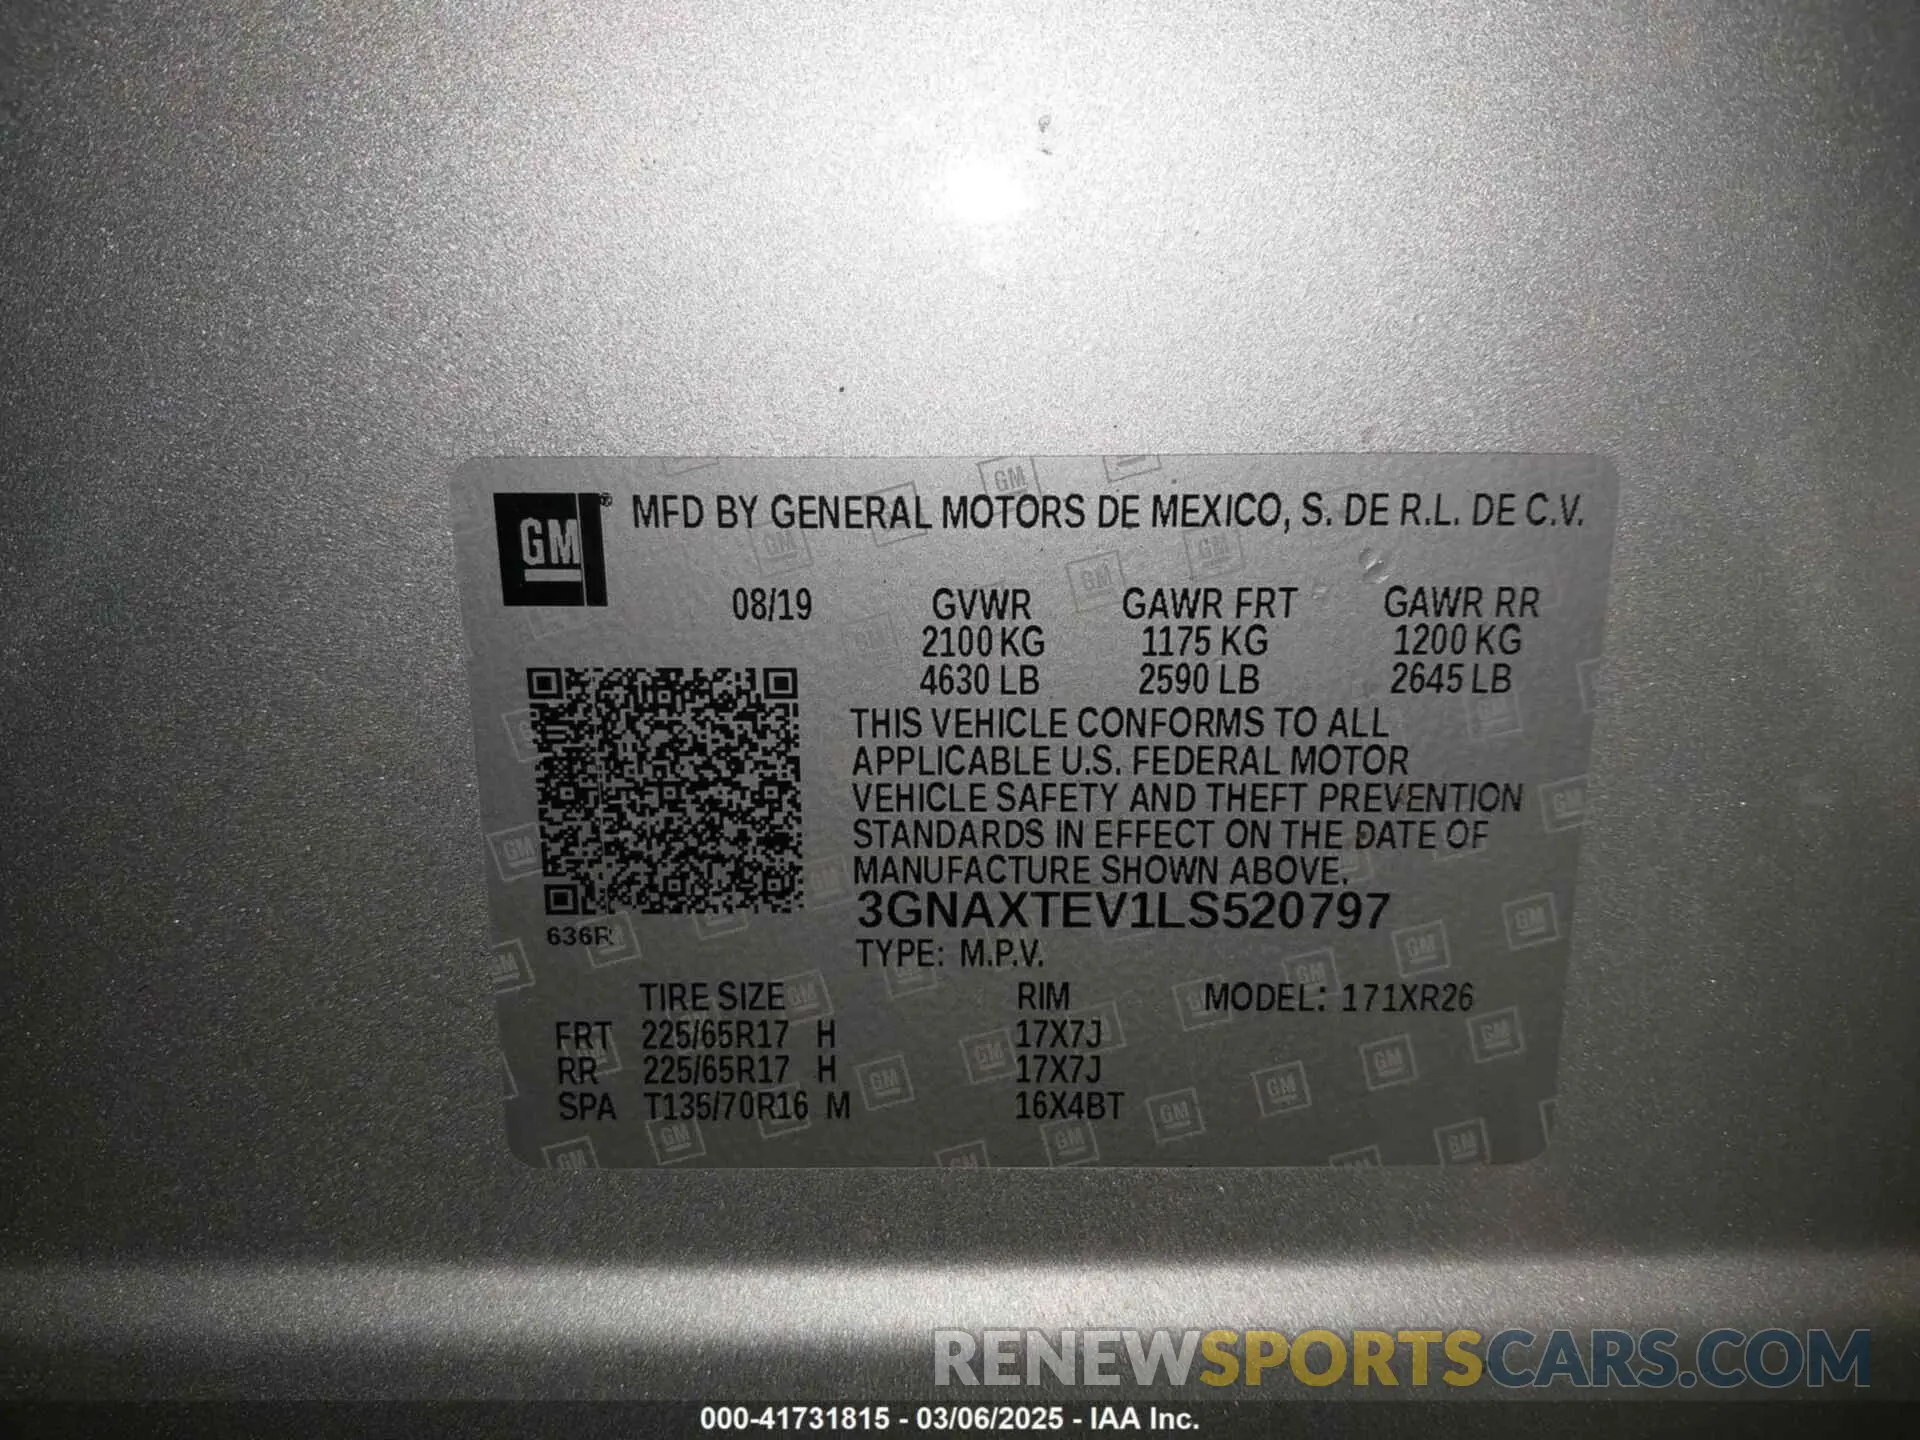 GM® MFD BY GENERAL MOTORS DE MEXICO, S. DE R.L. DE C.V.
08/19 GVWR GAWR FRT GAWR RR
2100 KG 1175 KG 1200 KG
4630 LB 2590 LB 2645 LB
THIS VEHICLE CONFORMS TO ALL
APPLICABLE U.S. FEDERAL MOTOR
VEHICLE SAFETY AND THEFT PREVENTION
STANDARDS IN EFFECT ON THE DATE OF
MANUFACTURE SHOWN ABOVE.
3GNAXTEV1LS520797
636R
TYPE: M.P.V.
TIRE SIZE RIM MODEL: 171XR26
FRT 225/65R17 H 17X7J
RR 225/65R17 H 17X7J
SPA T135/70R16 M 16X4BT
RENEWSPORTSCARS.COM
000-41731815 - 03/06/2025 - IAA Inc.